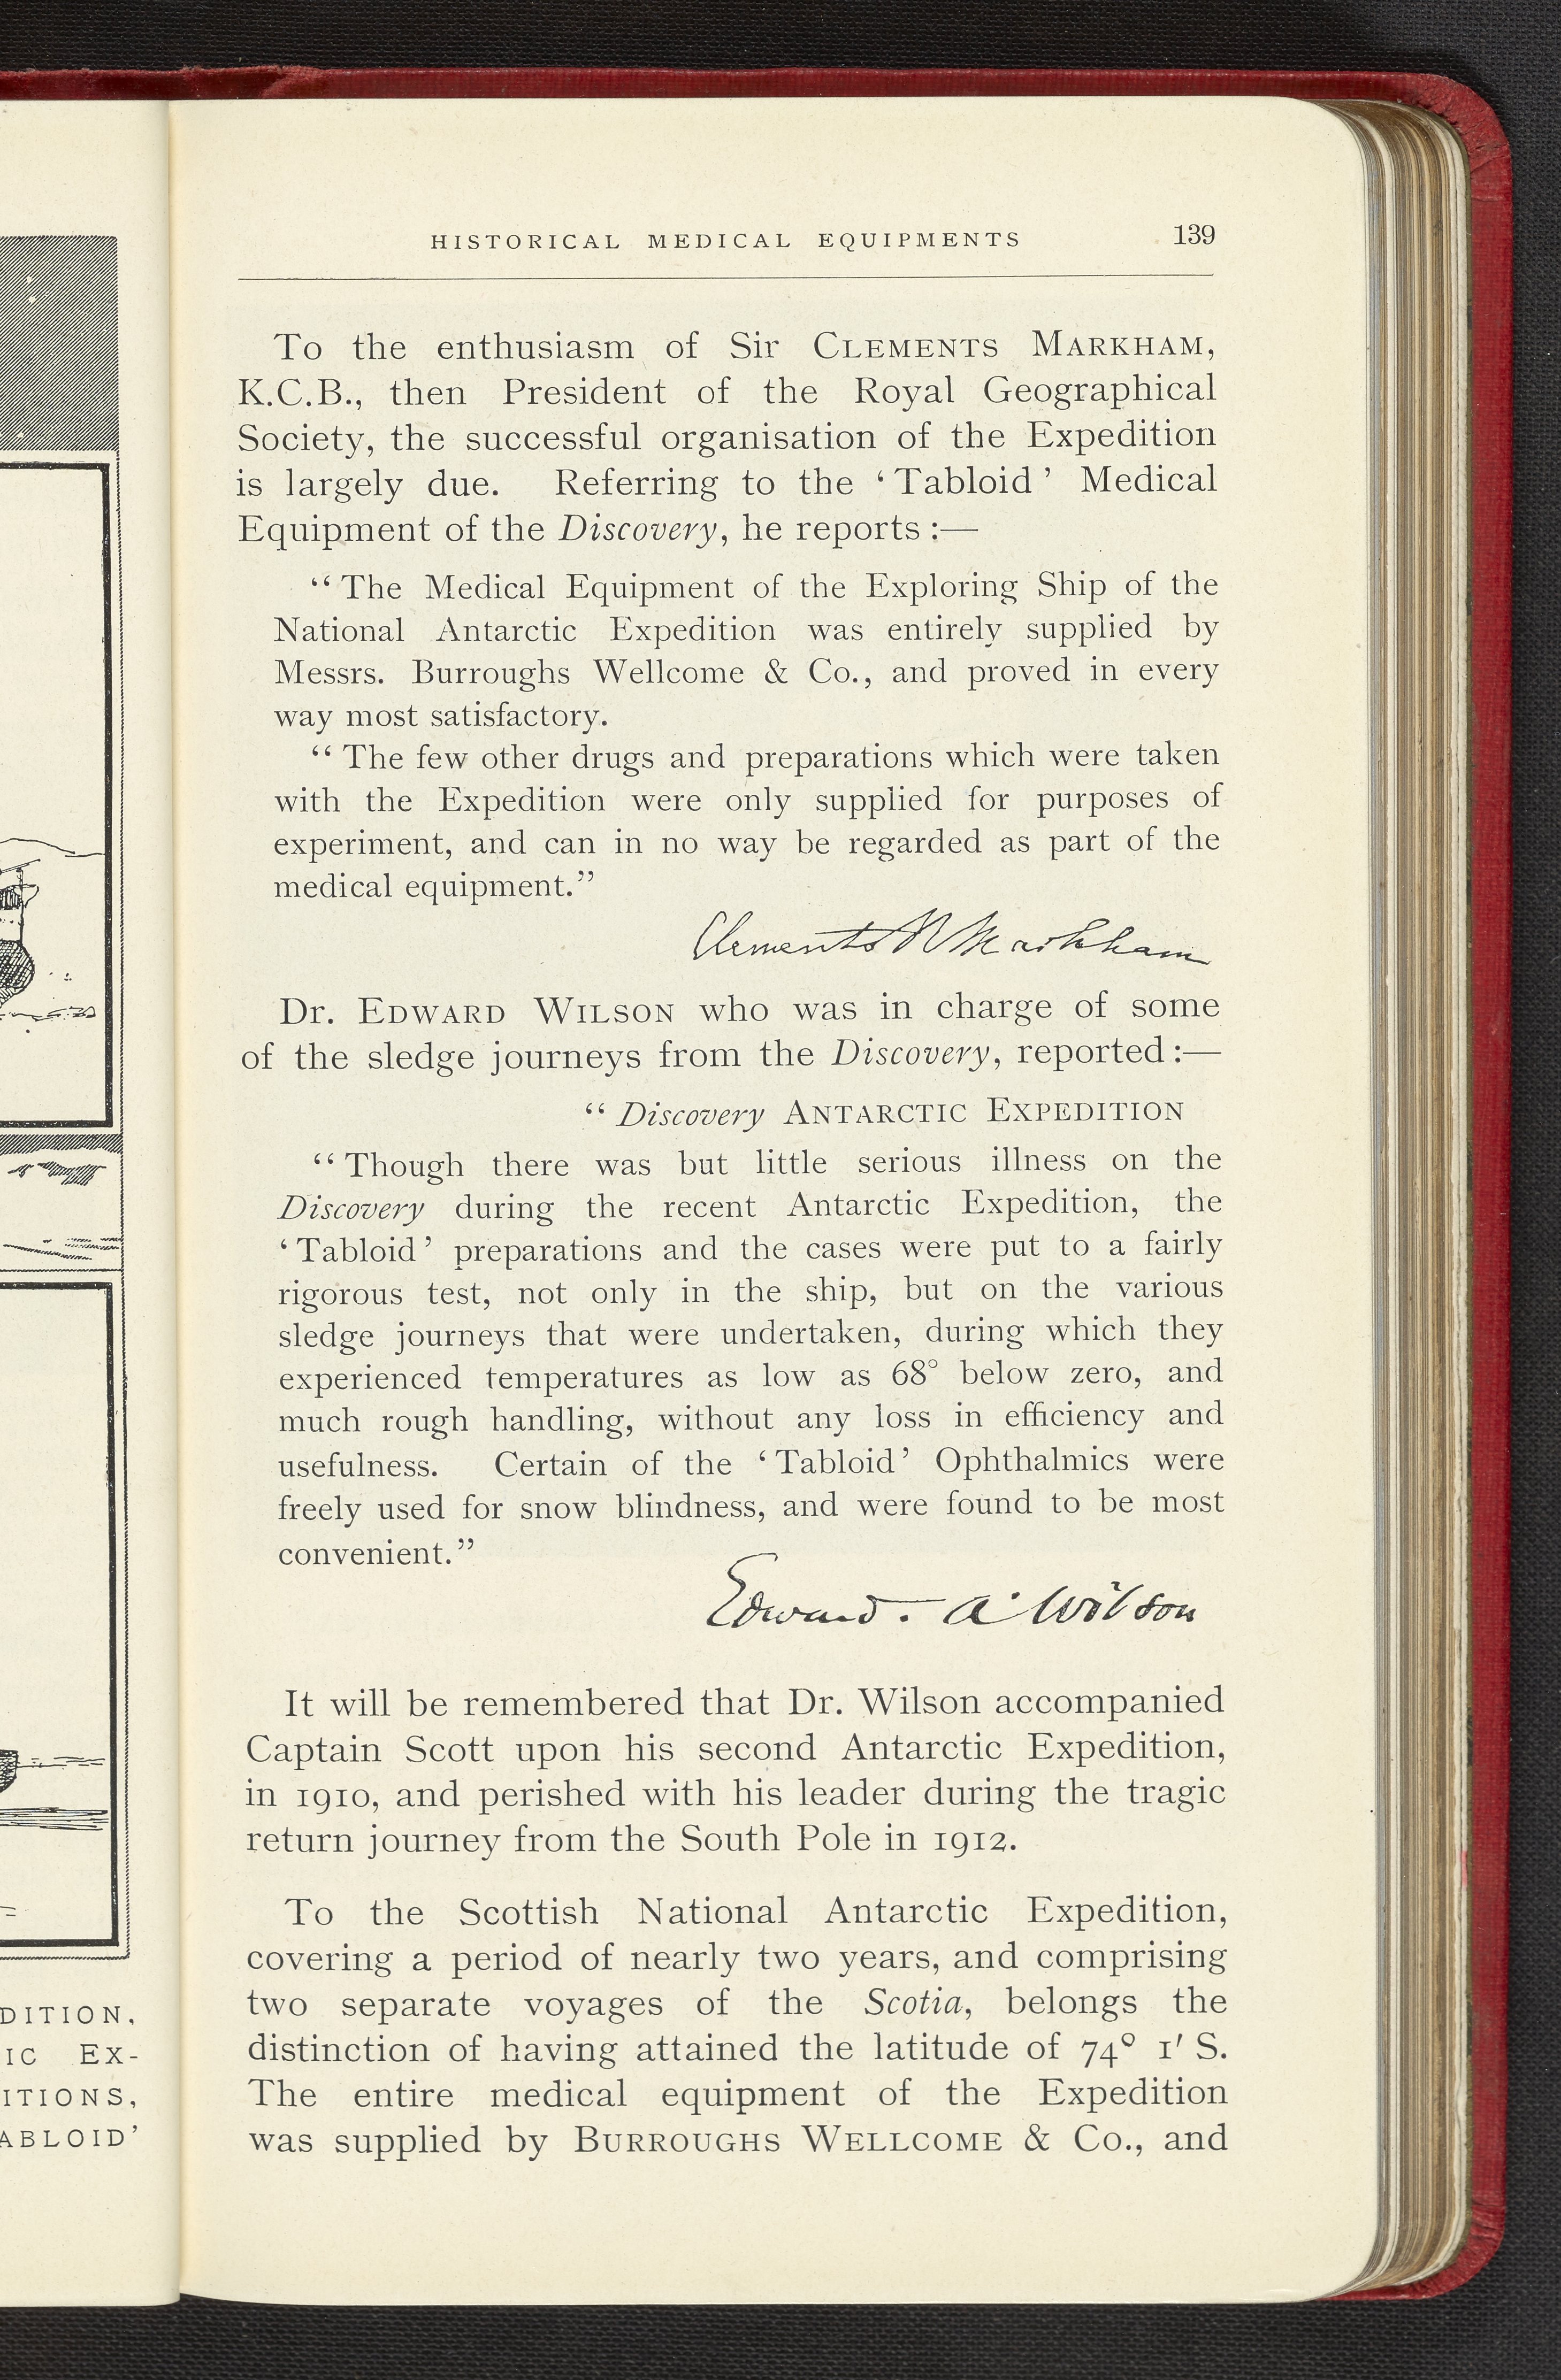 DITION,
IC EX-
ITIONS,
ABLOID'
HISTORICAL MEDICAL EQUIPMENTS 139
To the enthusiasm of Sir CLEMENTS MARKHAM,
K.C.B., then President of the Royal Geographical
Society, the successful organisation of the Expedition
is largely due. Referring to the ‘Tabloid’ Medical
Equipment of the Discovery, he reports :—
“The Medical Equipment of the Exploring Ship of the
National Antarctic Expedition was entirely supplied by
Messrs. Burroughs Wellcome & Co., and proved in every
way most satisfactory.
“The few other drugs and preparations which were taken
with the Expedition were only supplied for purposes of
experiment, and can in no way be regarded as part of the
medical equipment.”
Clements R Markham
Dr. EDWARD WILSON who was in charge of some
of the sledge journeys from the Discovery, reported :—
“Discovery ANTARCTIC EXPEDITION
“Though there was but little serious illness on the
Discovery during the recent Antarctic Expedition, the
‘Tabloid’ preparations and the cases were put to a fairly
rigorous test, not only in the ship, but on the various
sledge journeys that were undertaken, during which they
experienced temperatures as low as 68° below zero, and
much rough handling, without any loss in efficiency and
usefulness. Certain of the ‘Tabloid’ Ophthalmics were
freely used for snow blindness, and were found to be most
convenient.”
Edward. A. Wilson
It will be remembered that Dr. Wilson accompanied
Captain Scott upon his second Antarctic Expedition,
in 1910, and perished with his leader during the tragic
return journey from the South Pole in 1912.
To the Scottish National Antarctic Expedition,
covering a period of nearly two years, and comprising
two separate voyages of the Scotia, belongs the
distinction of having attained the latitude of 74° 1′ S.
The entire medical equipment of the Expedition
was supplied by BURROUGHS WELLCOME & Co., and